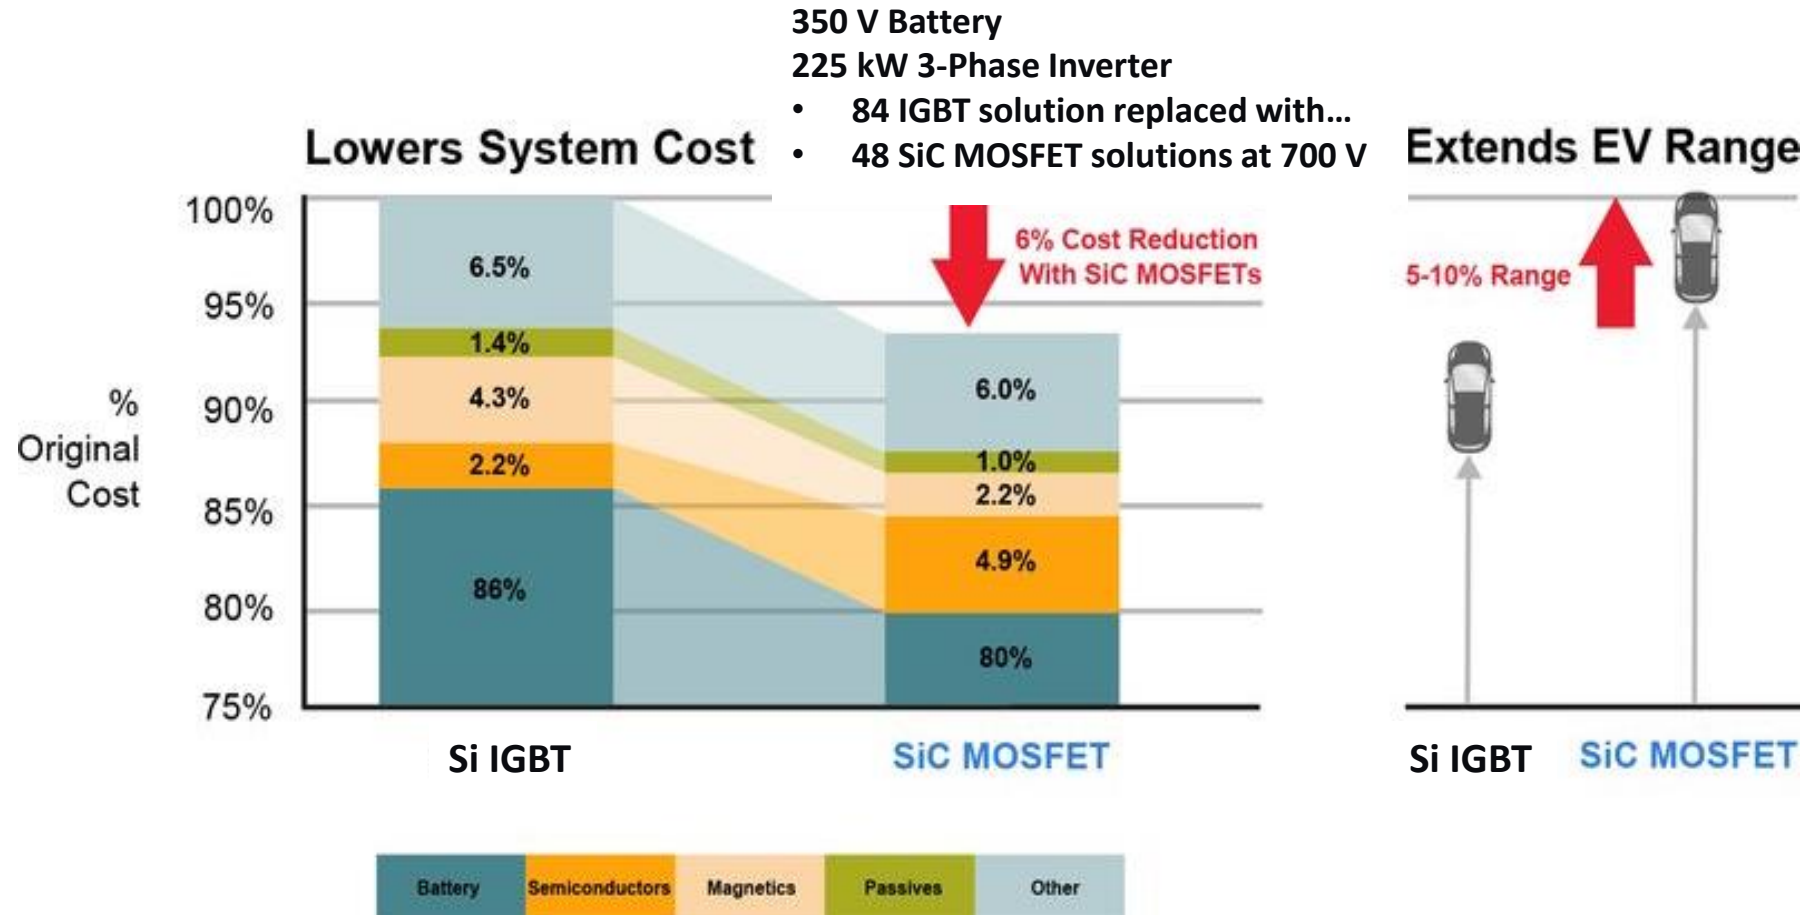 350 V Battery
225 kW 3-Phase Inverter
• 84 IGBT solution replaced with...
• 48 SiC MOSFET solutions at 700 V
Lowers System Cost
100%
95%
90%
85%
80%
75%
%
Original
Cost
6.5%
1.4%
4.3%
2.2%
86%
6% Cost Reduction
With SiC MOSFETs
6.0%
1.0%
2.2%
4.9%
80%
Si IGBT
SiC MOSFET
Battery
Semiconductors
Magnetics
Passives
Other
Extends EV Range
5-10% Range
Si IGBT
SiC MOSFET